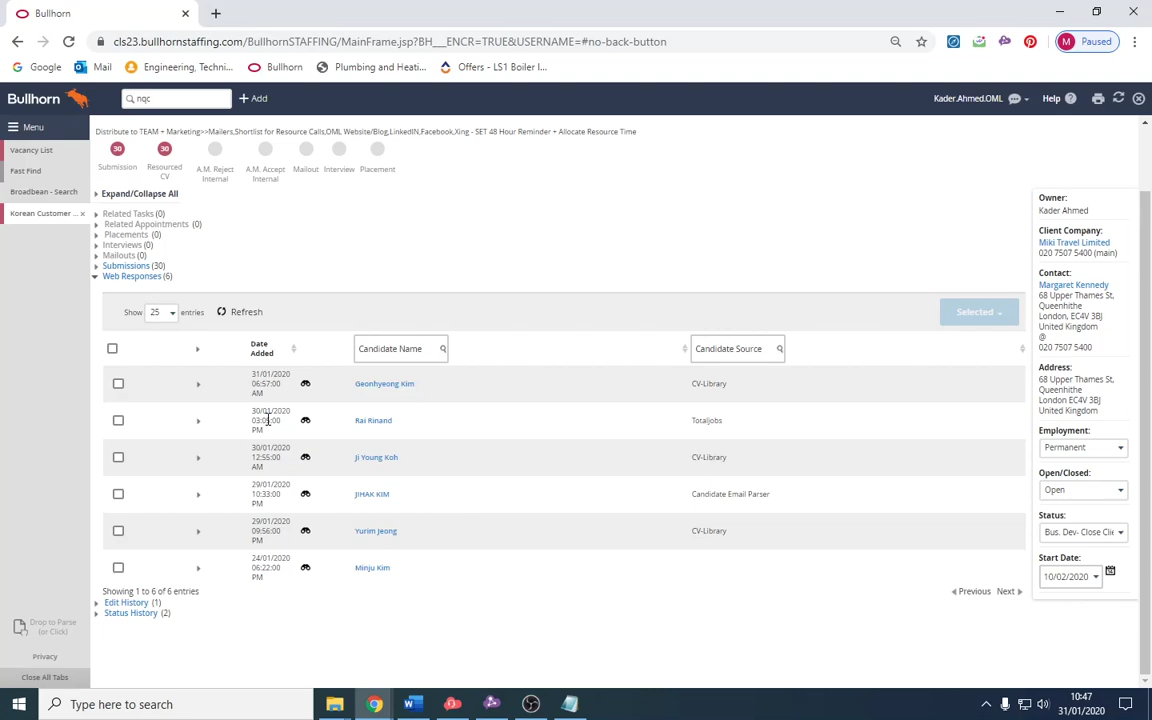 Bullhorn
cls23.bullhornstaffing.com/BullhornSTAFFING/MainFrame.jsp?BH___ENCR=TRUE&USERNAME=#no-back-button
M Paused
Google
Mail
Engineering, Techni...
Bullhorn
Plumbing and Heati...
Offers - LS1 Boiler I...
Bullhorn
nqc
+ Add
Kader.Ahmed.OML
Help
Menu
Vacancy List
Fast Find
Broadbean - Search
Korean Customer ...
Distribute to TEAM + Marketing>>Mailers,Shortlist for Resource Calls,OML Website/Blog,LinkedIN,Facebook,Xing - SET 48 Hour Reminder + Allocate Resource Time
30
Submission
30
Resourced
CV
A.M. Reject
Internal
A.M. Accept
Internal
Mailout
Interview
Placement
Expand/Collapse All
Related Tasks (0)
Related Appointments (0)
Placements (0)
Interviews (0)
Mailouts (0)
Submissions (30)
Web Responses (6)
Show 25 entries
Refresh
Selected
Date
Added
Candidate Name
Candidate Source
31/01/2020
06:57:00
AM
Geonhyeong Kim
CV-Library
30/01/2020
PM
Rai Rinand
Totaljobs
30/01/2020
12:55:00
AM
Ji Young Koh
CV-Library
29/01/2020
10:33:00
PM
JIHAK KIM
Candidate Email Parser
29/01/2020
09:56:00
PM
Yurim Jeong
CV-Library
24/01/2020
06:22:00
PM
Minju Kim
Showing 1 to 6 of 6 entries
Previous
Next
Edit History (1)
Status History (2)
Owner:
Kader Ahmed
Client Company:
Miki Travel Limited
020 7507 5400 (main)
Contact:
Margaret Kennedy
68 Upper Thames St,
Queenhithe
London, EC4V 3BJ
United Kingdom
@
020 7507 5400
Address:
68 Upper Thames St,
Queenhithe
London EC4V 3BJ
United Kingdom
Employment:
Permanent
Open/Closed:
Open
Status:
Bus. Dev- Close Clie
Start Date:
10/02/2020
Drop to Parse
(or Click)
Privacy
Close All Tabs
Type here to search
10:47
31/01/2020